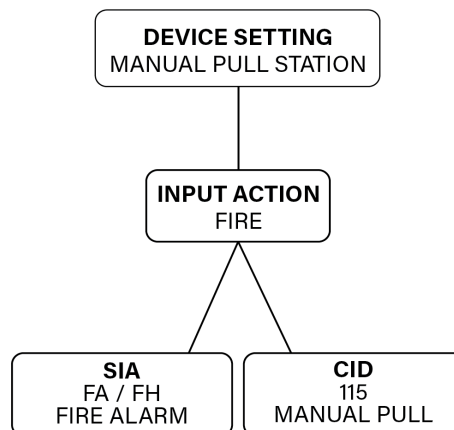 DEVICE SETTING
MANUAL PULL STATION
INPUT ACTION
FIRE
SIA
FA / FH
FIRE ALARM
CID
115
MANUAL PULL